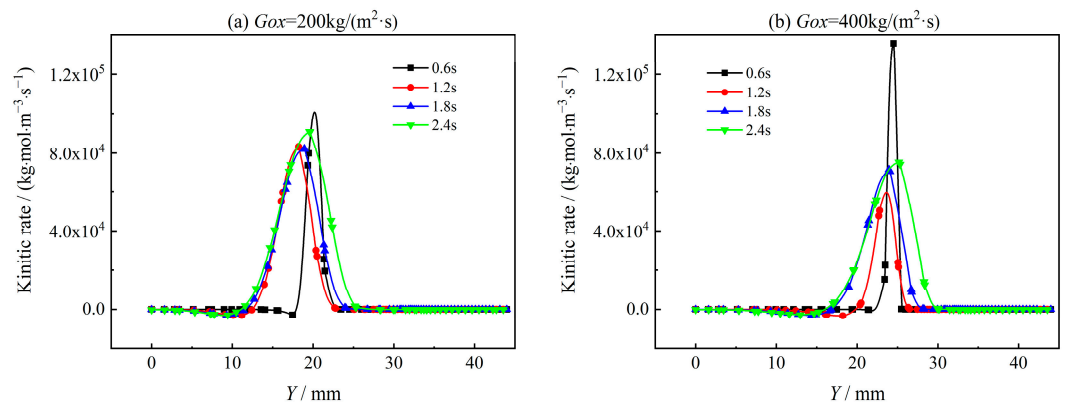 (a) Gox=200kg/(m²·s)
Kinitic rate / (kg·mol·m⁻³·s⁻¹)
1.2x10⁵
8.0x10⁴
4.0x10⁴
0.0
0.6s
1.2s
1.8s
2.4s
0 10 20 30 40
Y / mm
(b) Gox=400kg/(m²·s)
Kinitic rate / (kg·mol·m⁻³·s⁻¹)
1.2x10⁵
8.0x10⁴
4.0x10⁴
0.0
0.6s
1.2s
1.8s
2.4s
0 10 20 30 40
Y / mm